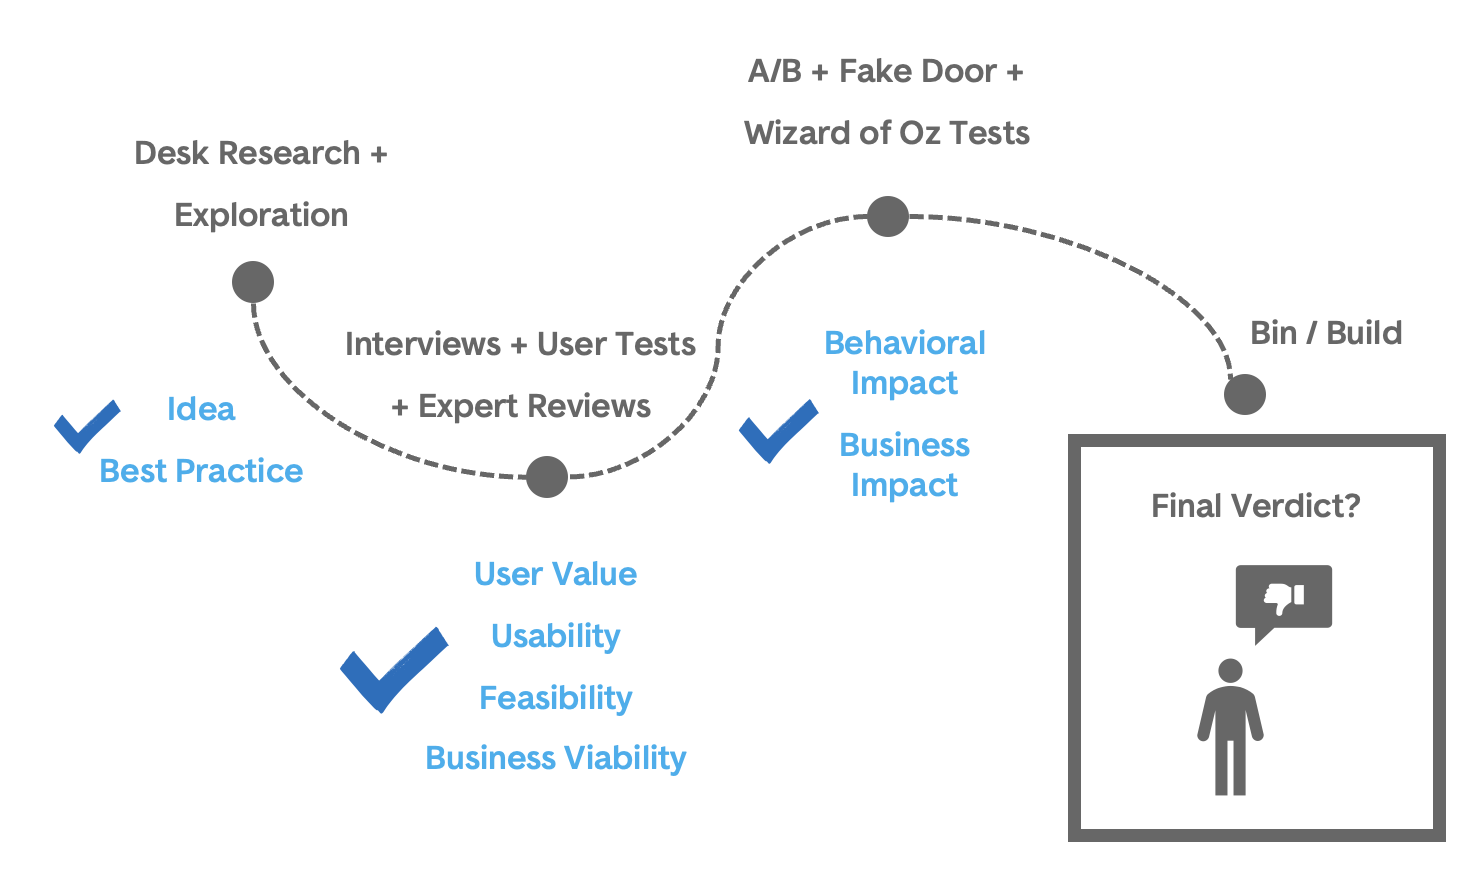 A/B + Fake Door +
Wizard of Oz Tests
Desk Research +
Exploration
Interviews + User Tests
+ Expert Reviews
Bin / Build
Idea
Best Practice
Behavioral
Impact
Business
Impact
User Value
Usability
Feasibility
Business Viability
Final Verdict?